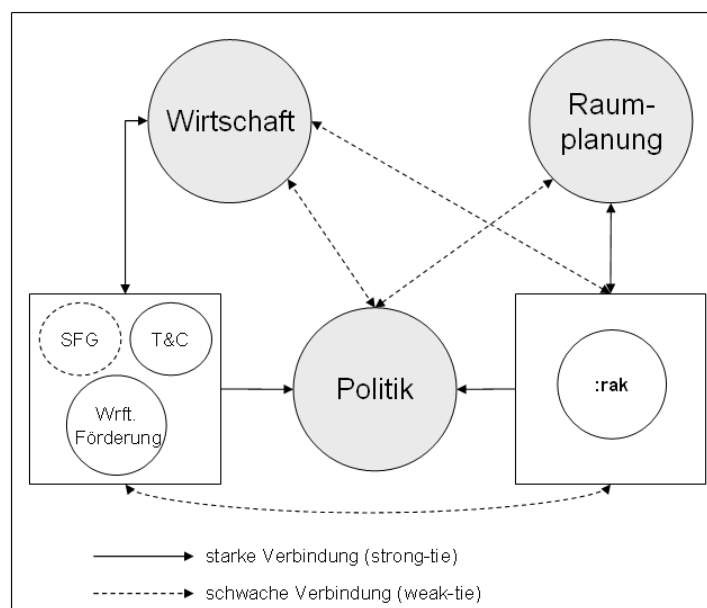 Wirtschaft
Raum-
planung
SFG
T&C
Wrft.
Förderung
Politik
:rak
starke Verbindung (strong-tie)
schwache Verbindung (weak-tie)